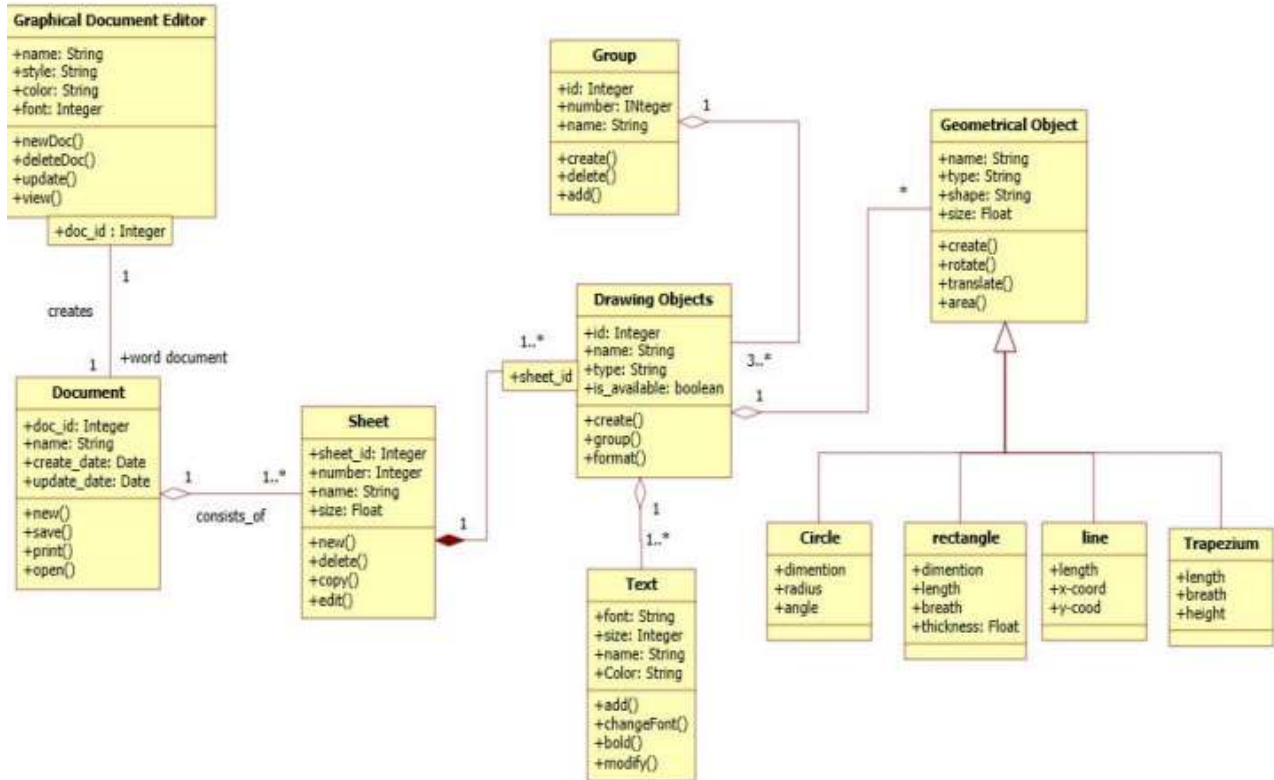 Graphical Document Editor
+name: String
+style: String
+color: String
+font: Integer
+newDoc()
+deleteDoc()
+update()
+view()
+doc_id : Integer
1
creates
1
+word document
Document
+doc_id: Integer
+name: String
+create_date: Date
+update_date: Date
+new()
+save()
+print()
+open()
1
1..*
consists_of
Sheet
+sheet_id: Integer
+number: Integer
+name: String
+size: Float
+new()
+delete()
+copy()
+edit()
1
1..*
+sheet_id
Group
+id: Integer
+number: INteger
+name: String
+create()
+delete()
+add()
1
3..*
Drawing Objects
+id: Integer
+name: String
+type: String
+is_available: boolean
+create()
+group()
+format()
1
*
1
1..*
Text
+font: String
+size: Integer
+name: String
+Color: String
+add()
+changeFont()
+bold()
+modify()
Geometrical Object
+name: String
+type: String
+shape: String
+size: Float
+create()
+rotate()
+translate()
+area()
Circle
+dimention
+radius
+angle
rectangle
+dimention
+length
+breath
+thickness: Float
line
+length
+x-coord
+y-cood
Trapezium
+length
+breath
+height